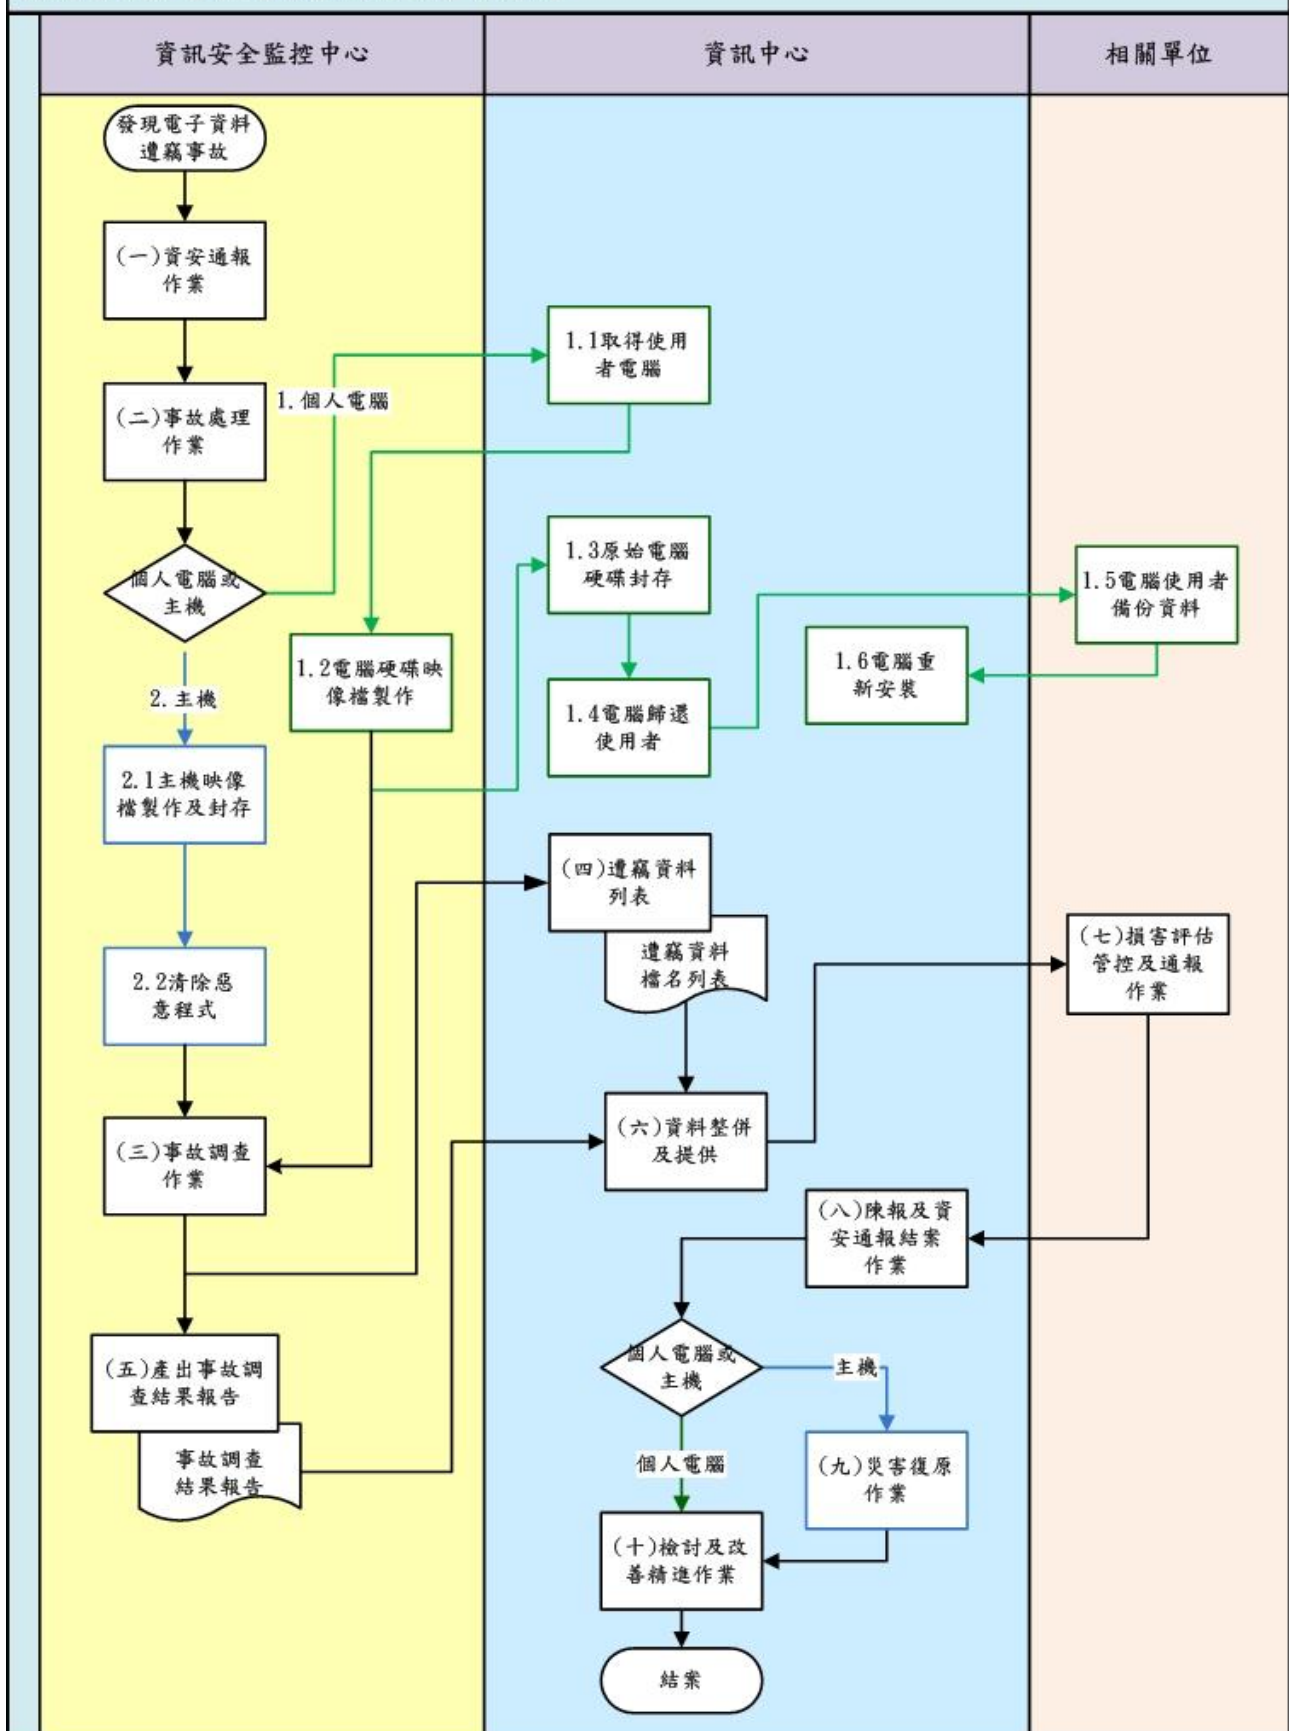 資訊安全監控中心
資訊中心
相關單位
發現電子資料
遭竊事故
(一)資安通報
作業
(二)事故處理
作業
個人電腦或
主機
1.個人電腦
2.主機
1.1取得使用
者電腦
1.2電腦硬碟映
像檔製作
1.3原始電腦
硬碟封存
1.4電腦歸還
使用者
1.5電腦使用者
備份資料
1.6電腦重
新安裝
2.1主機映像
檔製作及封存
2.2清除惡
意程式
(三)事故調查
作業
(四)遭竊資料
列表
遭竊資料
檔名列表
(五)產出事故調
查結果報告
事故調查
結果報告
(六)資料整併
及提供
(七)損害評估
管控及通報
作業
(八)陳報及資
安通報結案
作業
個人電腦或
主機
主機
個人電腦
(九)災害復原
作業
(十)檢討及改
善精進作業
結案